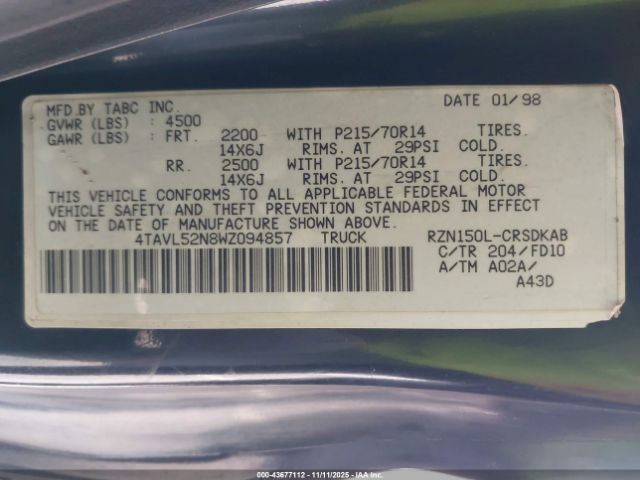 MFD.BY TABC INC. DATE 01/98
GVWR (LBS) : 4500
GAWR (LBS) : FRT. 2200 WITH P215/70R14 TIRES.
14X6J RIMS. AT 29PSI COLD.
RR. 2500 WITH P215/70R14 TIRES.
14X6J RIMS. AT 29PSI COLD.
THIS VEHICLE CONFORMS TO ALL APPLICABLE FEDERAL MOTOR
VEHICLE SAFETY AND THEFT PREVENTION STANDARDS IN EFFECT
ON THE DATE OF MANUFACTURE SHOWN ABOVE.
4TAVL52N8WZ094857 TRUCK RZN150L-CRSDKAB
C/TR 204/FD10
A/TM A02A/
A43D
000-43677112 - 11/11/2025 - IAAI.COM